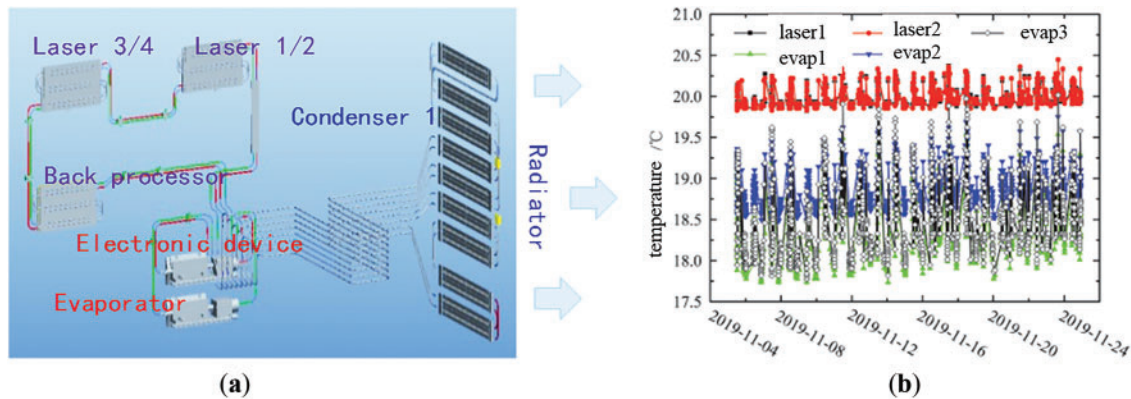 Laser 3/4 Laser 1/2
Condenser 1
Back processor
Electronic device
Evaporator
Radiator
(a)
21.0
20.5
20.0
19.5
19.0
18.5
18.0
17.5
temperature /℃
laser1 laser2 evap3
evap1 evap2
2019-11-04
2019-11-08
2019-11-12
2019-11-16
2019-11-20
2019-11-24
(b)